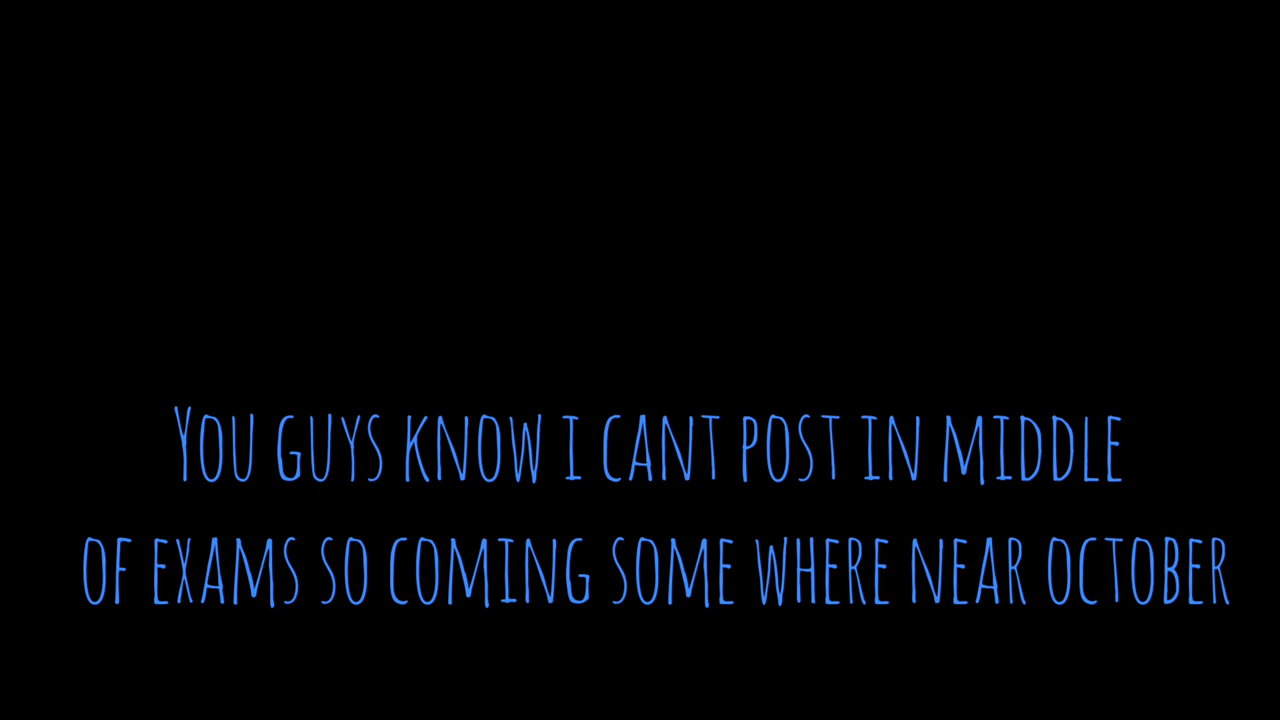 You guys know i cant post in middle
of exams so coming some where near october